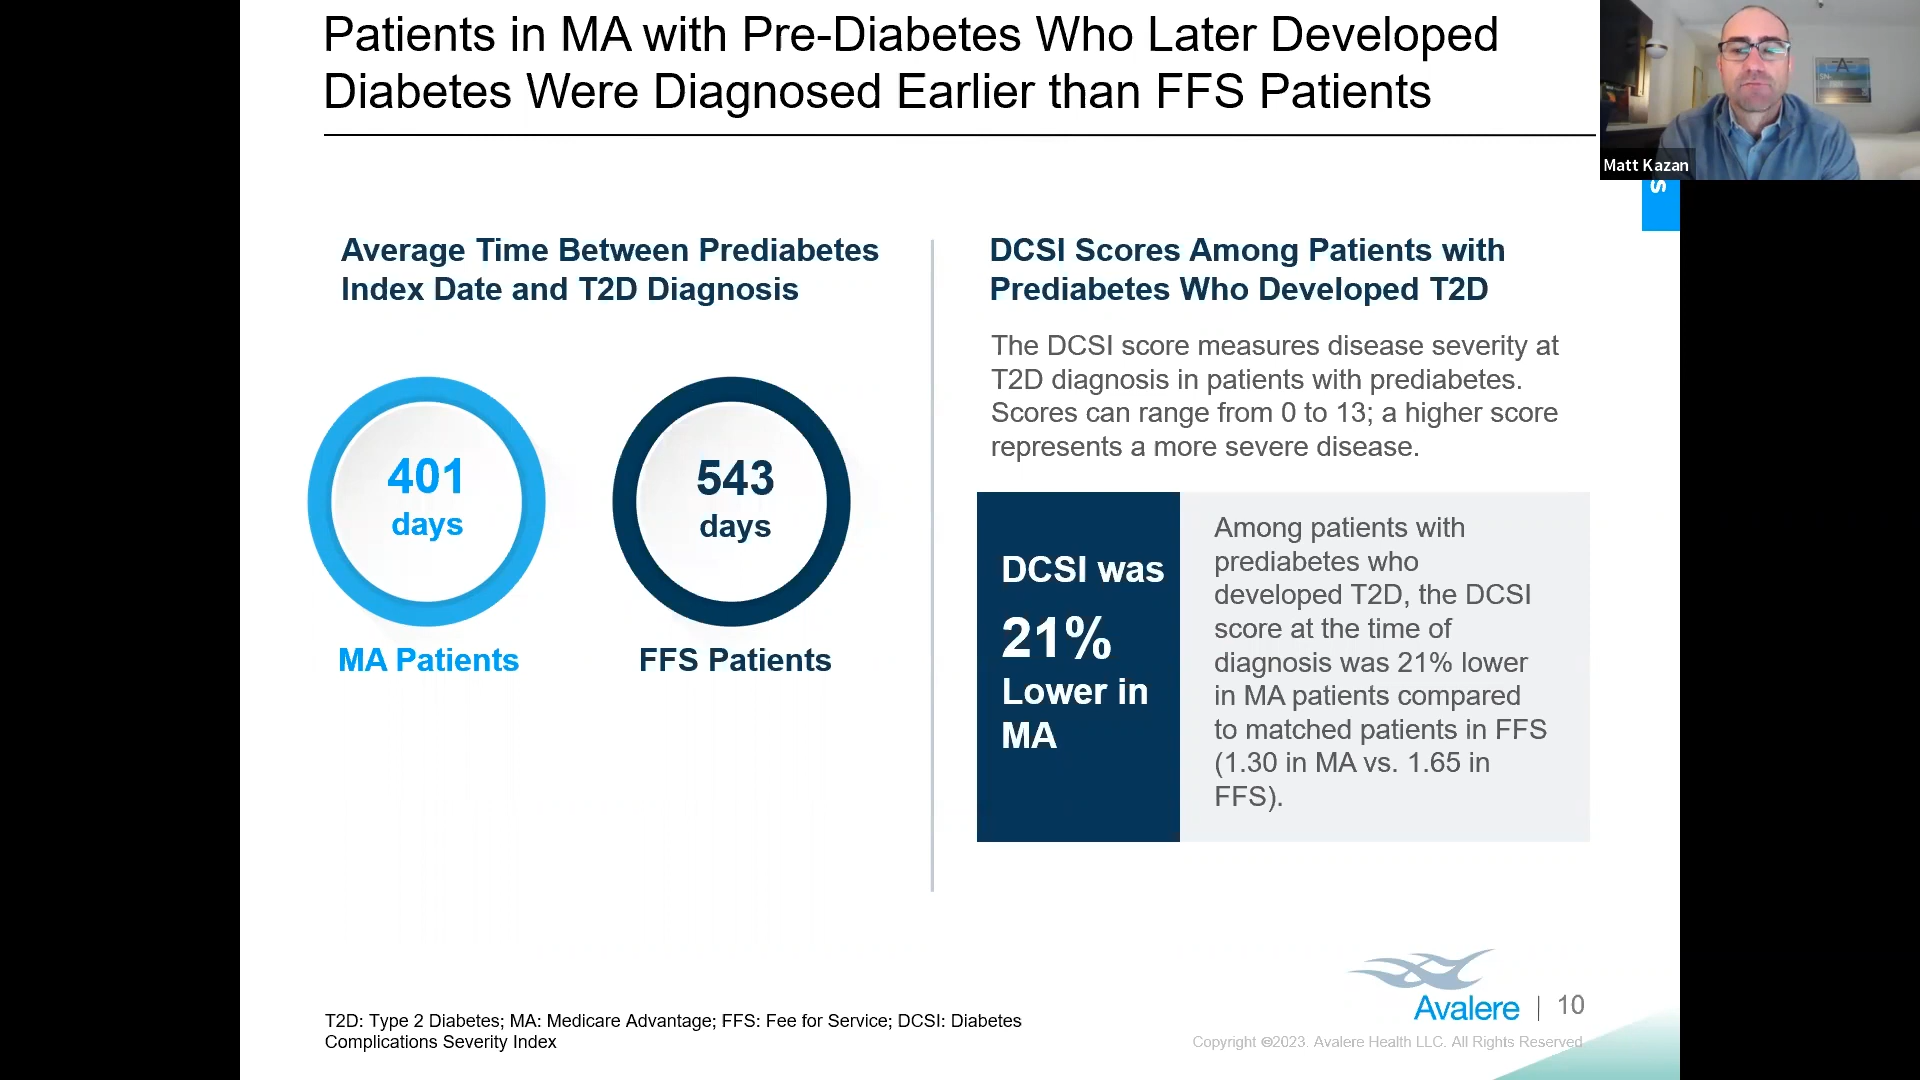 Patients in MA with Pre-Diabetes Who Later Developed
Diabetes Were Diagnosed Earlier than FFS Patients
Matt Kazan
s
Average Time Between Prediabetes
Index Date and T2D Diagnosis
401
days
MA Patients
543
days
FFS Patients
DCSI Scores Among Patients with
Prediabetes Who Developed T2D
The DCSI score measures disease severity at
T2D diagnosis in patients with prediabetes.
Scores can range from 0 to 13; a higher score
represents a more severe disease.
DCSI was
21%
Lower in
MA
Among patients with
prediabetes who
developed T2D, the DCSI
score at the time of
diagnosis was 21% lower
in MA patients compared
to matched patients in FFS
(1.30 in MA vs. 1.65 in
FFS).
T2D: Type 2 Diabetes; MA: Medicare Advantage; FFS: Fee for Service; DCSI: Diabetes
Complications Severity Index
Avalere | 10
Copyright ©2023. Avalere Health LLC. All Rights Reserved.